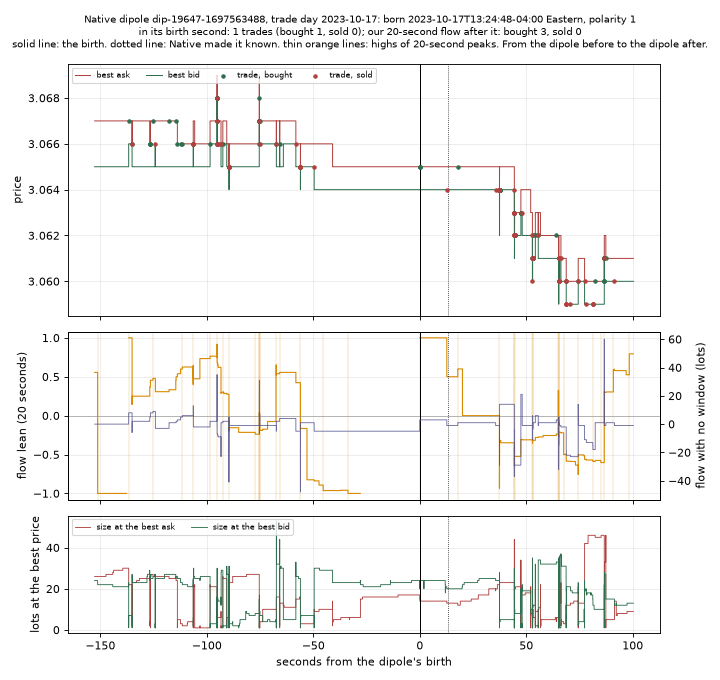 Native dipole dip-19647-1697563488, trade day 2023-10-17: born 2023-10-17T13:24:48-04:00 Eastern, polarity 1
in its birth second: 1 trades (bought 1, sold 0); our 20-second flow after it: bought 3, sold 0
solid line: the birth. dotted line: Native made it known. thin orange lines: highs of 20-second peaks. From the dipole before to the dipole after.
best ask best bid trade, bought trade, sold
3.068
3.066
3.064
3.062
3.060
price
1.0
0.5
0.0
−0.5
−1.0
flow lean (20 seconds)
60
40
20
0
−20
−40
flow with no window (lots)
size at the best ask size at the best bid
40
20
0
lots at the best price
−150 −100 −50 0 50 100
seconds from the dipole's birth